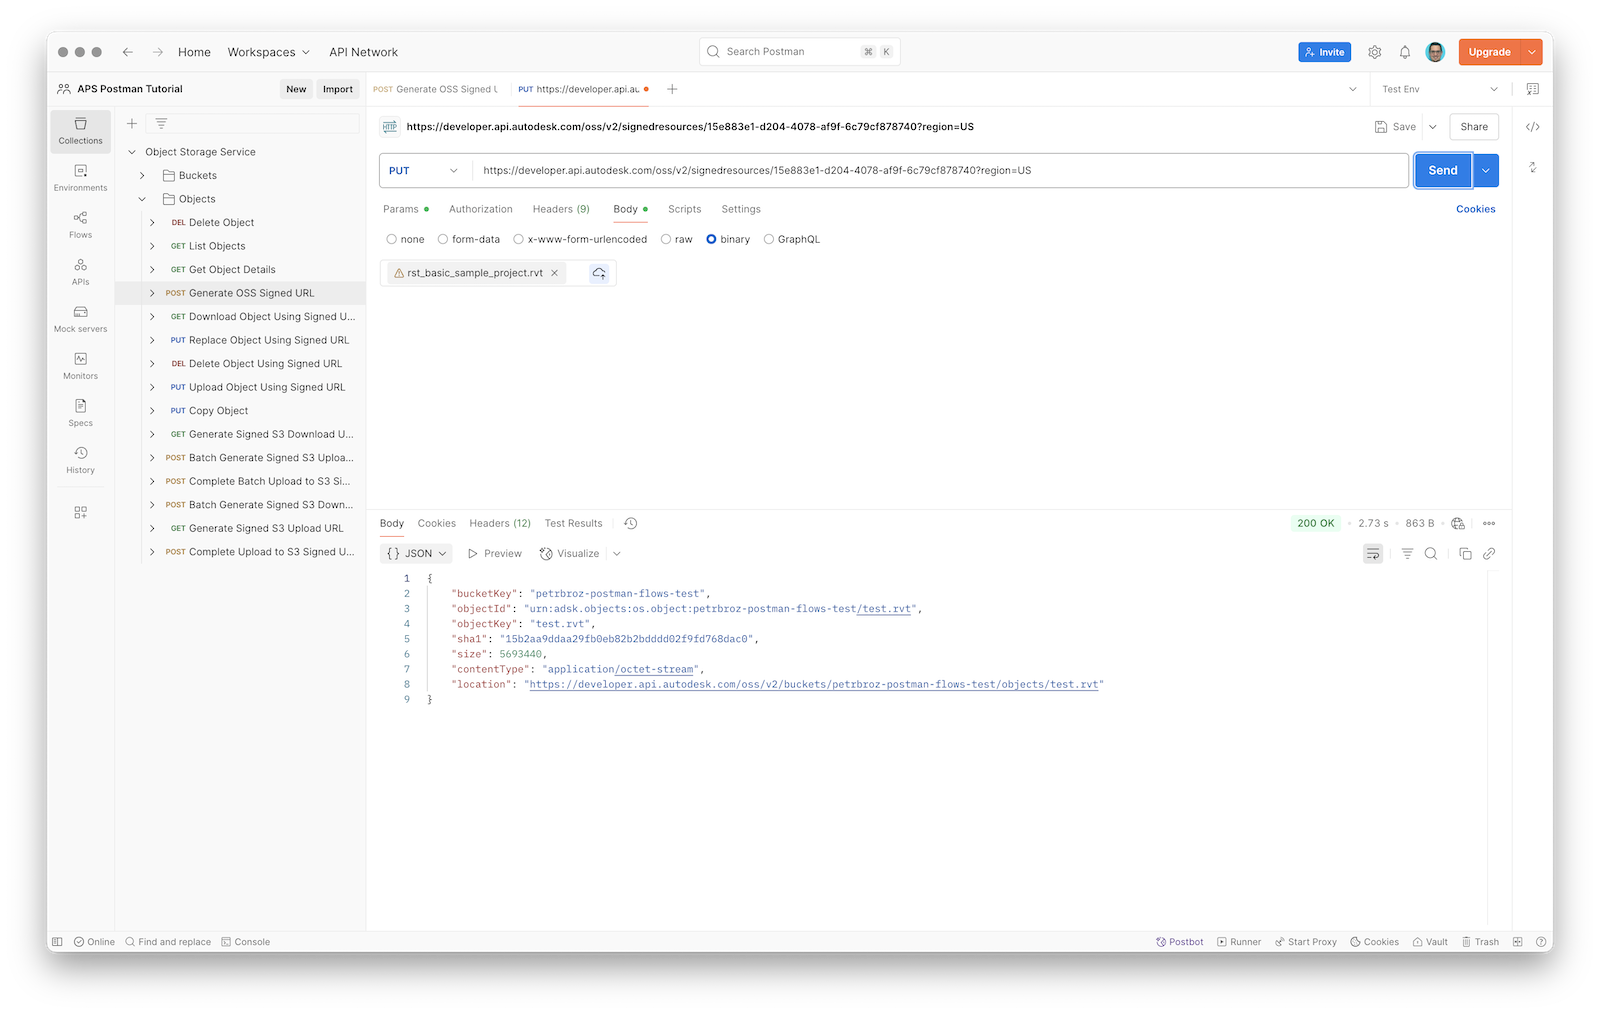 Home Workspaces API Network
Search Postman ⌘ K
Invite
Upgrade
APS Postman Tutorial
New Import
POST Generate OSS Signed U
PUT https://developer.api.au
Test Env
Collections
Environments
Flows
APIs
Mock servers
Monitors
Specs
History
Object Storage Service
Buckets
Objects
DEL Delete Object
GET List Objects
GET Get Object Details
POST Generate OSS Signed URL
GET Download Object Using Signed U...
PUT Replace Object Using Signed URL
DEL Delete Object Using Signed URL
PUT Upload Object Using Signed URL
PUT Copy Object
GET Generate Signed S3 Download U...
POST Batch Generate Signed S3 Uploa...
POST Complete Batch Upload to S3 Si...
POST Batch Generate Signed S3 Down...
GET Generate Signed S3 Upload URL
POST Complete Upload to S3 Signed U...
HTTP https://developer.api.autodesk.com/oss/v2/signedresources/15e883e1-d204-4078-af9f-6c79cf878740?region=US
Save Share
PUT https://developer.api.autodesk.com/oss/v2/signedresources/15e883e1-d204-4078-af9f-6c79cf878740?region=US
Send
Params Authorization Headers (9) Body Scripts Settings
Cookies
none form-data x-www-form-urlencoded raw binary GraphQL
rst_basic_sample_project.rvt
Body Cookies Headers (12) Test Results
200 OK • 2.73 s • 863 B
{} JSON Preview Visualize
1 {
2 "bucketKey": "petrbroz-postman-flows-test",
3 "objectId": "urn:adsk.objects:os.object:petrbroz-postman-flows-test/test.rvt",
4 "objectKey": "test.rvt",
5 "sha1": "15b2aa9ddaa29fb0eb82b2bdddd02f9fd768dac0",
6 "size": 5693440,
7 "contentType": "application/octet-stream",
8 "location": "https://developer.api.autodesk.com/oss/v2/buckets/petrbroz-postman-flows-test/objects/test.rvt"
9 }
Online Find and replace Console
Postbot Runner Start Proxy Cookies Vault Trash